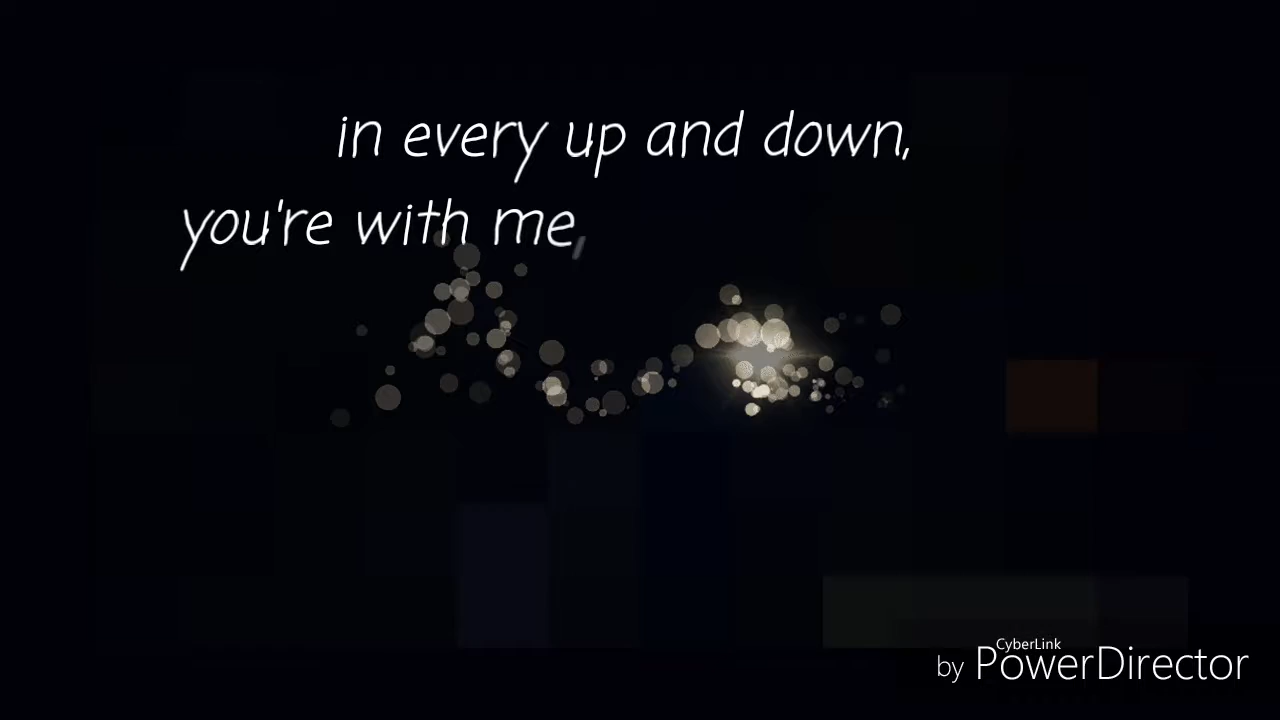 in every up and down,
you're with me,
CyberLink
by PowerDirector